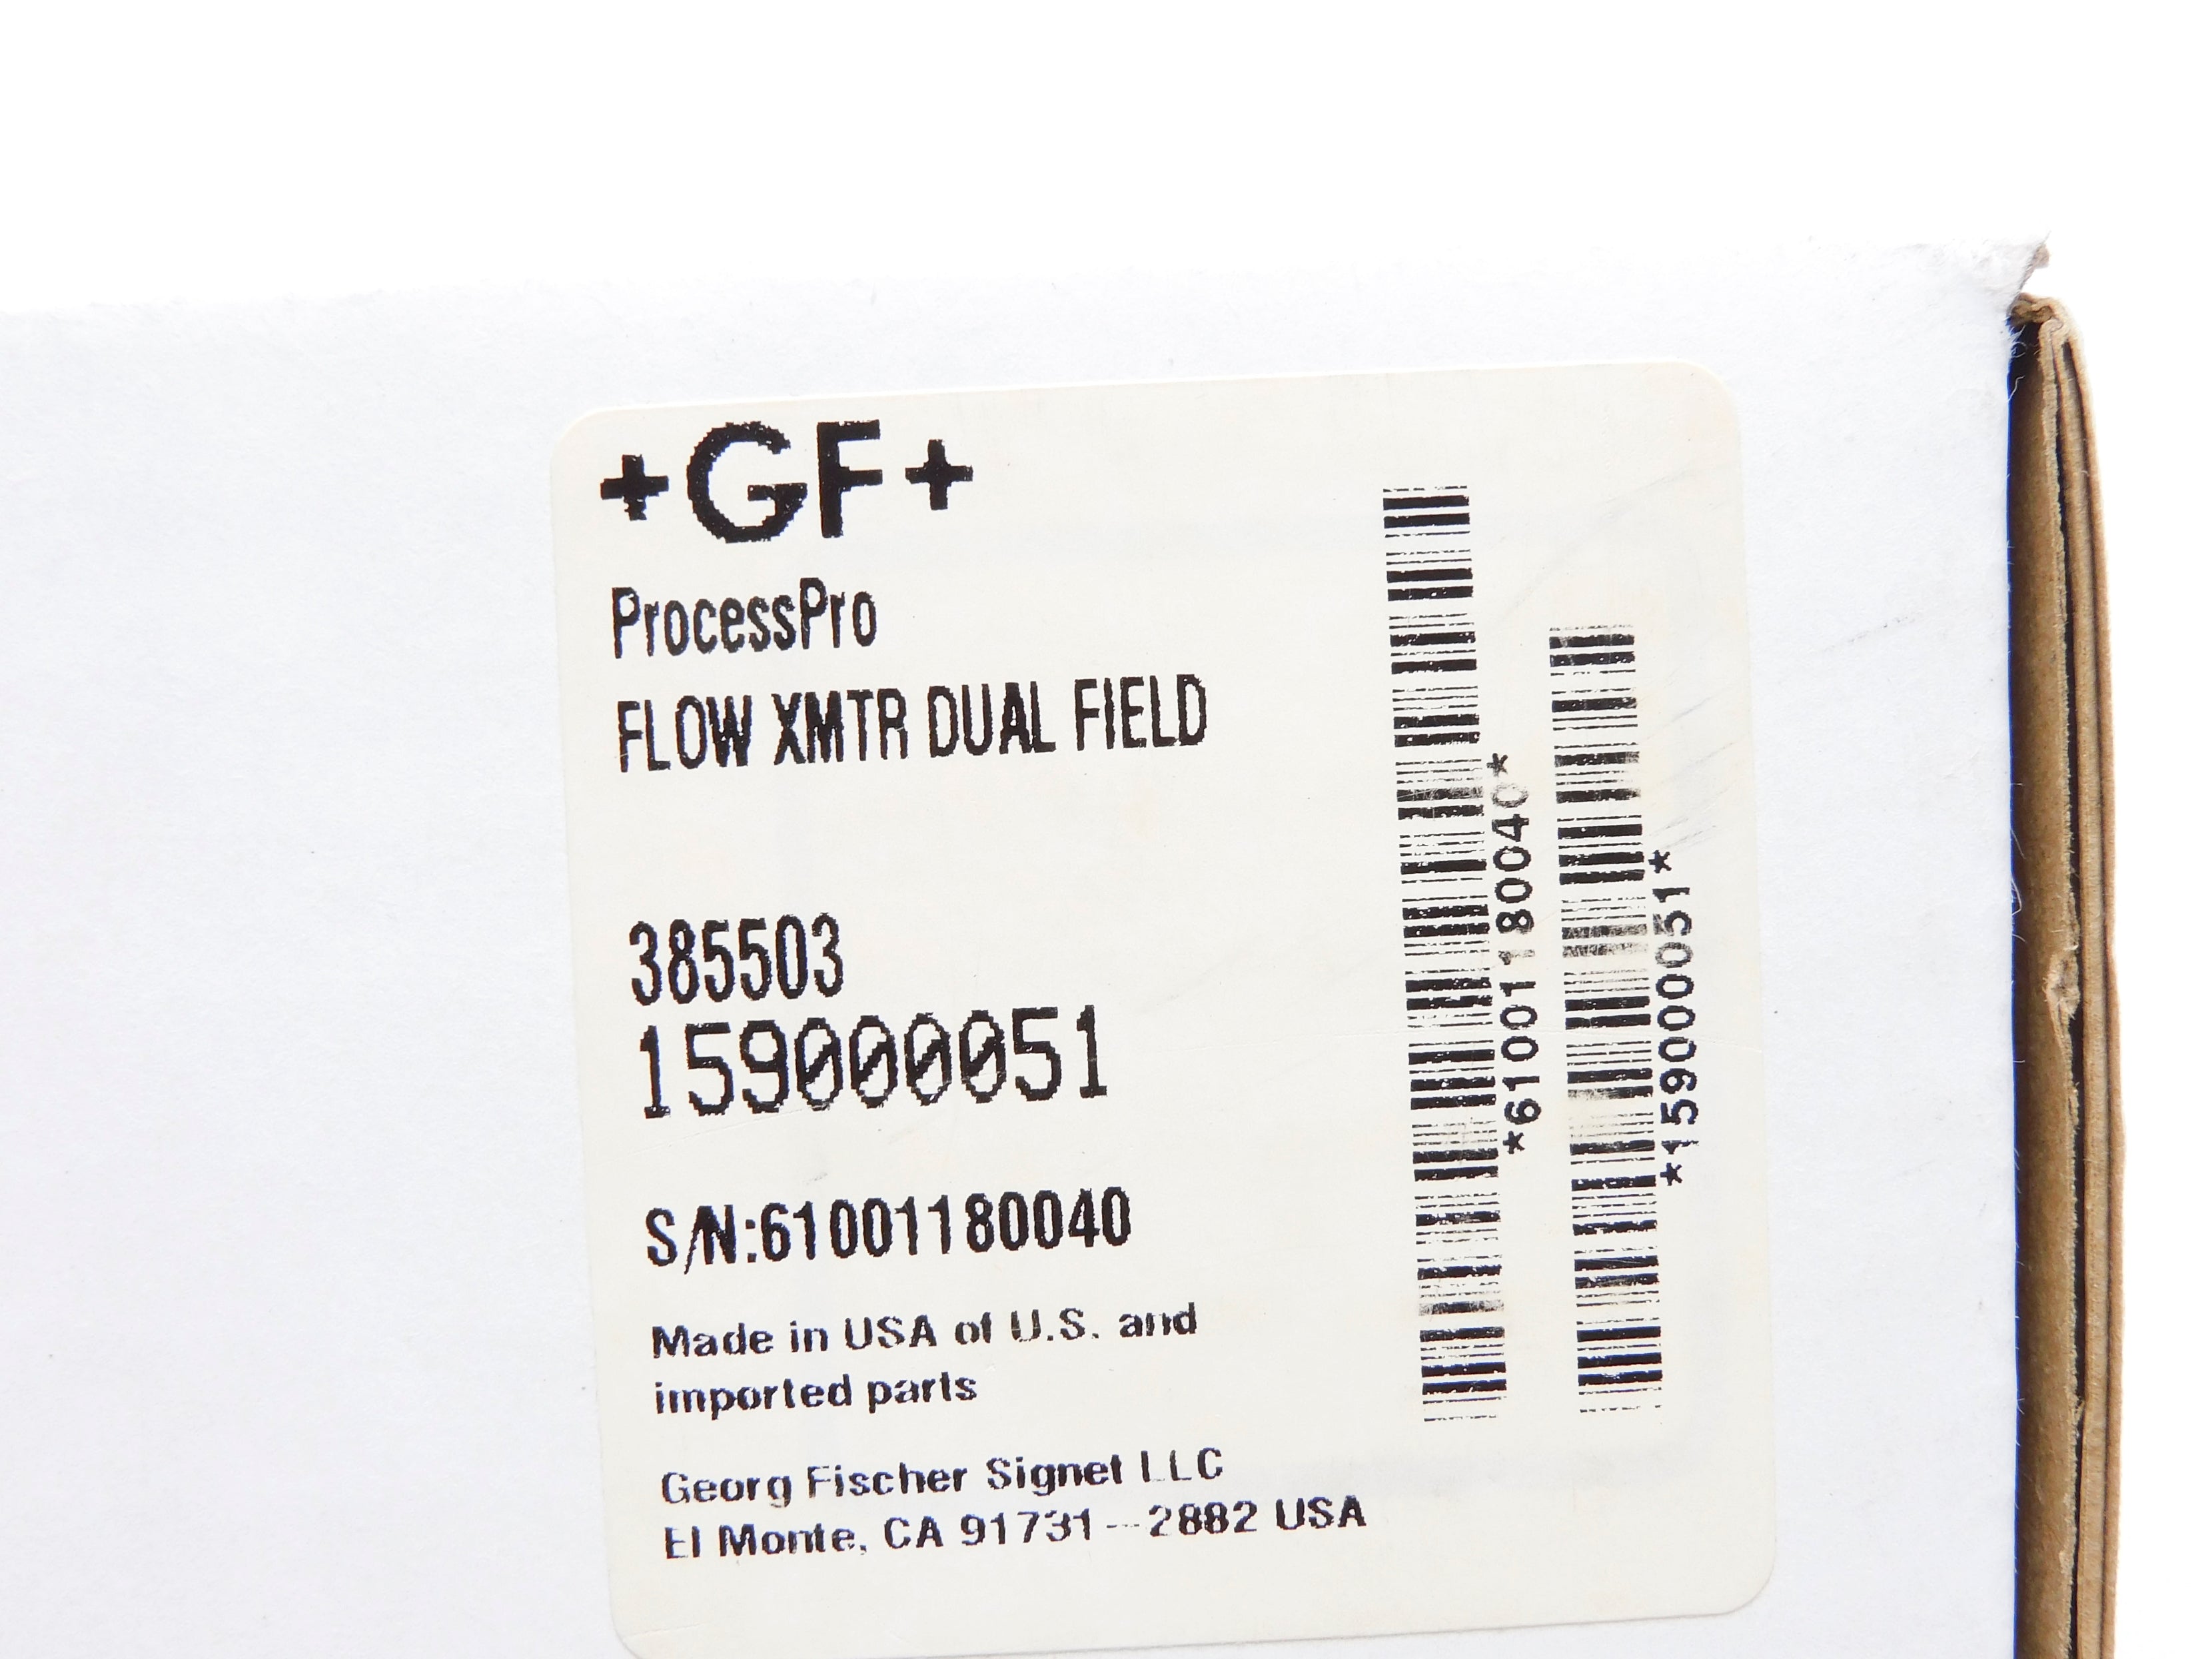 +GF+
ProcessPro
FLOW XMTR DUAL FIELD
385503
159000051
S/N:61001180040
Made in USA of U.S. and
imported parts
Georg Fischer Signet LLC
El Monte, CA 91731-2882 USA
*61001180040*
*159000051*